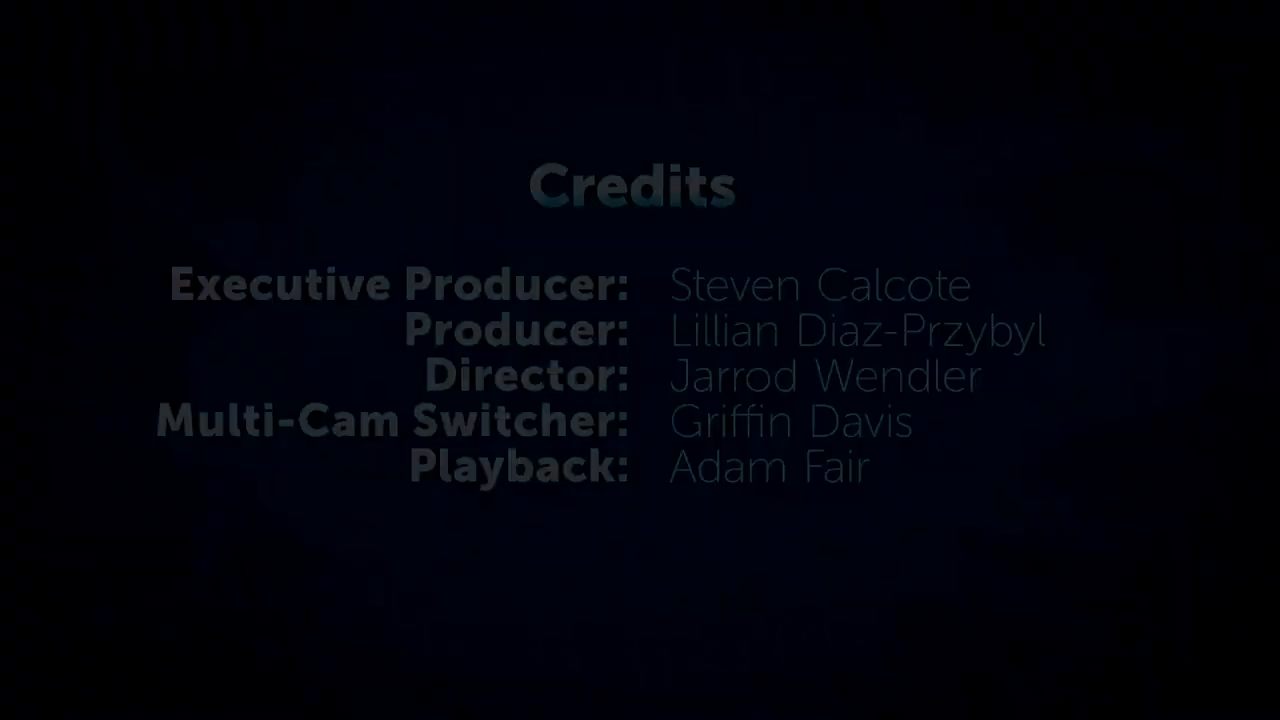 Credits
Executive Producer: Steven Calcote
Producer: Lillian Diaz-Przybyl
Director: Jarrod Wendler
Multi-Cam Switcher: Griffin Davis
Playback: Adam Fair